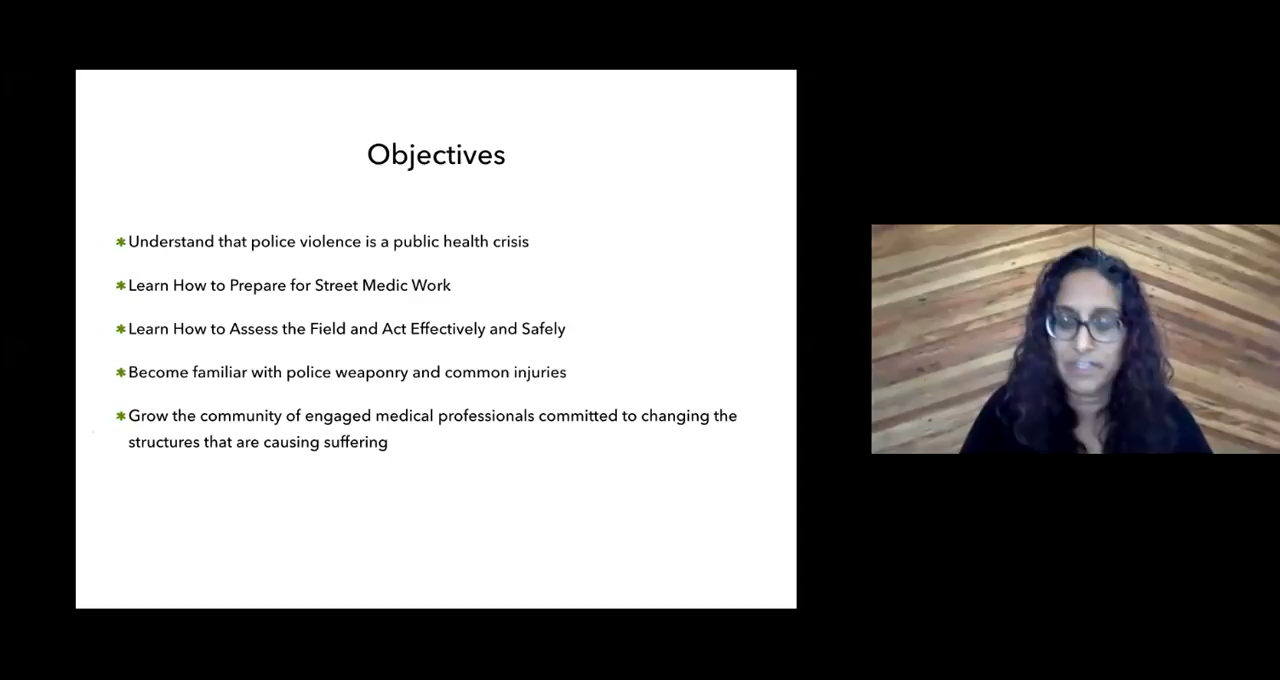 Objectives
*Understand that police violence is a public health crisis
*Learn How to Prepare for Street Medic Work
*Learn How to Assess the Field and Act Effectively and Safely
*Become familiar with police weaponry and common injuries
*Grow the community of engaged medical professionals committed to changing the
structures that are causing suffering